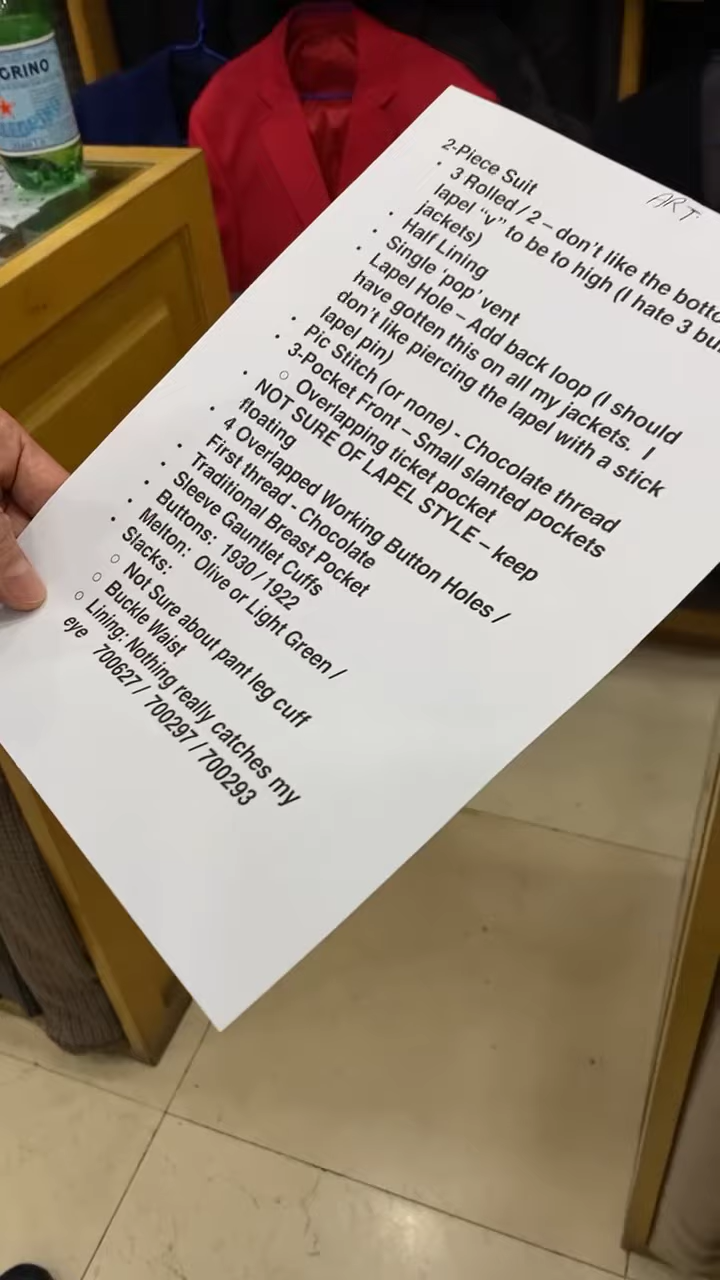 ORINO
ART.
2-Piece Suit
• 3 Rolled / 2 – don't like the botto
lapel "v" to be to high (I hate 3 bu
jackets)
• Half Lining
• Single 'pop' vent
• Lapel Hole – Add back loop (I should
have gotten this on all my jackets. I
don't like piercing the lapel with a stick
lapel pin)
• Pic Stitch (or none) - Chocolate thread
• 3-Pocket Front – Small slanted pockets
○ Overlapping ticket pocket
• NOT SURE OF LAPEL STYLE – keep
floating
• 4 Overlapped Working Button Holes /
First thread - Chocolate
• Traditional Breast Pocket
• Sleeve Gauntlet Cuffs
• Buttons: 1930 / 1922
• Melton: Olive or Light Green /
• Slacks:
○ Not Sure about pant leg cuff
○ Buckle Waist
○ Lining: Nothing really catches my
eye 700627 / 700297 / 700293